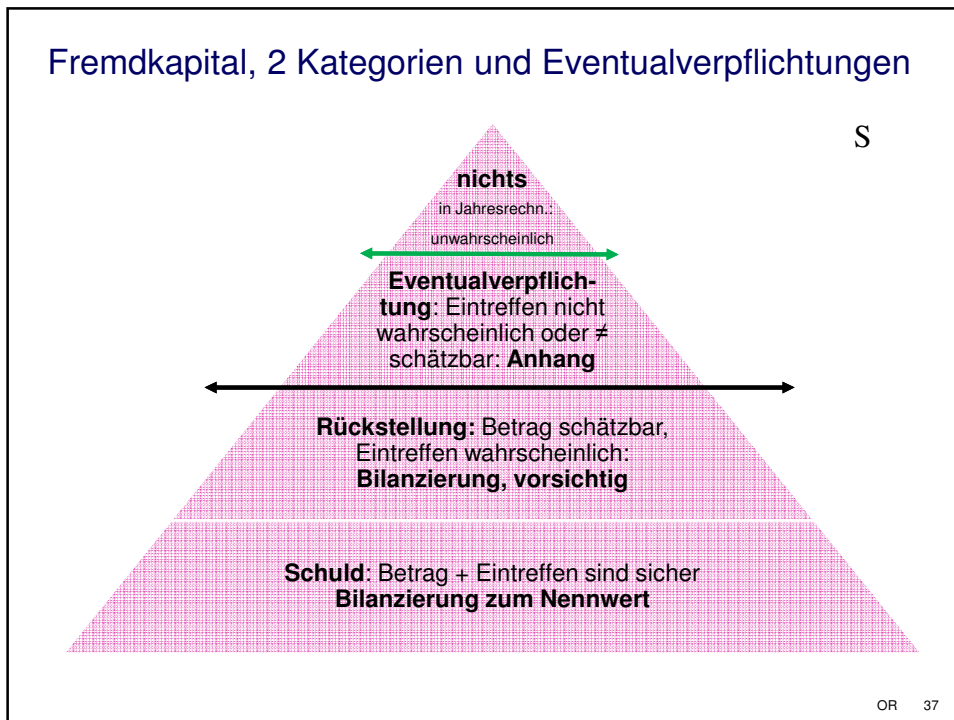 Fremdkapital, 2 Kategorien und Eventualverpflichtungen
S
nichts
in Jahresrechn.:
unwahrscheinlich
Eventualverpflich-
tung: Eintreffen nicht
wahrscheinlich oder ≠
schätzbar: Anhang
Rückstellung: Betrag schätzbar,
Eintreffen wahrscheinlich:
Bilanzierung, vorsichtig
Schuld: Betrag + Eintreffen sind sicher
Bilanzierung zum Nennwert
OR 37